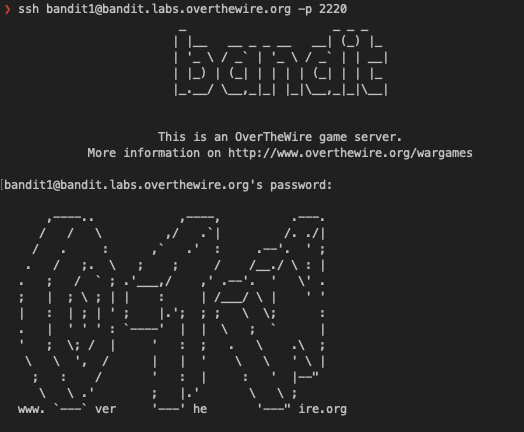 ❯ ssh bandit1@bandit.labs.overthewire.org -p 2220
bandit
This is an OverTheWire game server.
More information on http://www.overthewire.org/wargames
bandit1@bandit.labs.overthewire.org's password:
OTW
www. ver he ire.org